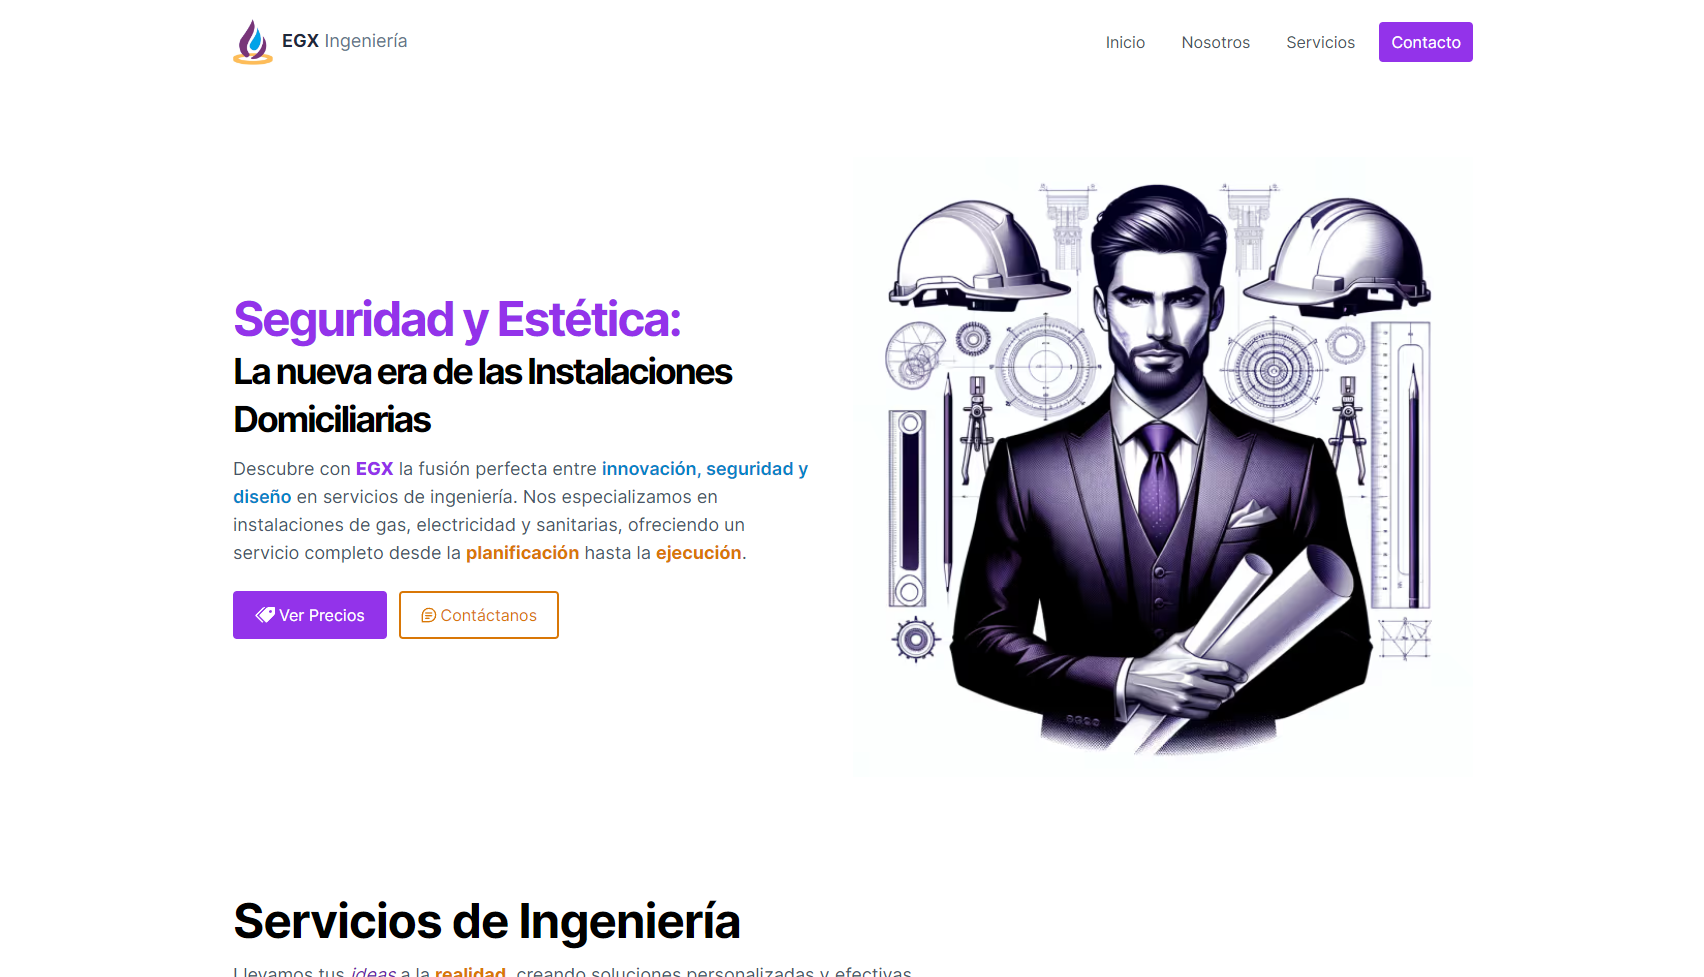 EGX Ingeniería
Inicio
Nosotros
Servicios
Contacto
Seguridad y Estética:
La nueva era de las Instalaciones
Domiciliarias
Descubre con EGX la fusión perfecta entre innovación, seguridad y
diseño en servicios de ingeniería. Nos especializamos en
instalaciones de gas, electricidad y sanitarias, ofreciendo un
servicio completo desde la planificación hasta la ejecución.
Ver Precios
Contáctanos
Servicios de Ingeniería
Llevamos tus ideas a la realidad, creando soluciones personalizadas y efectivas